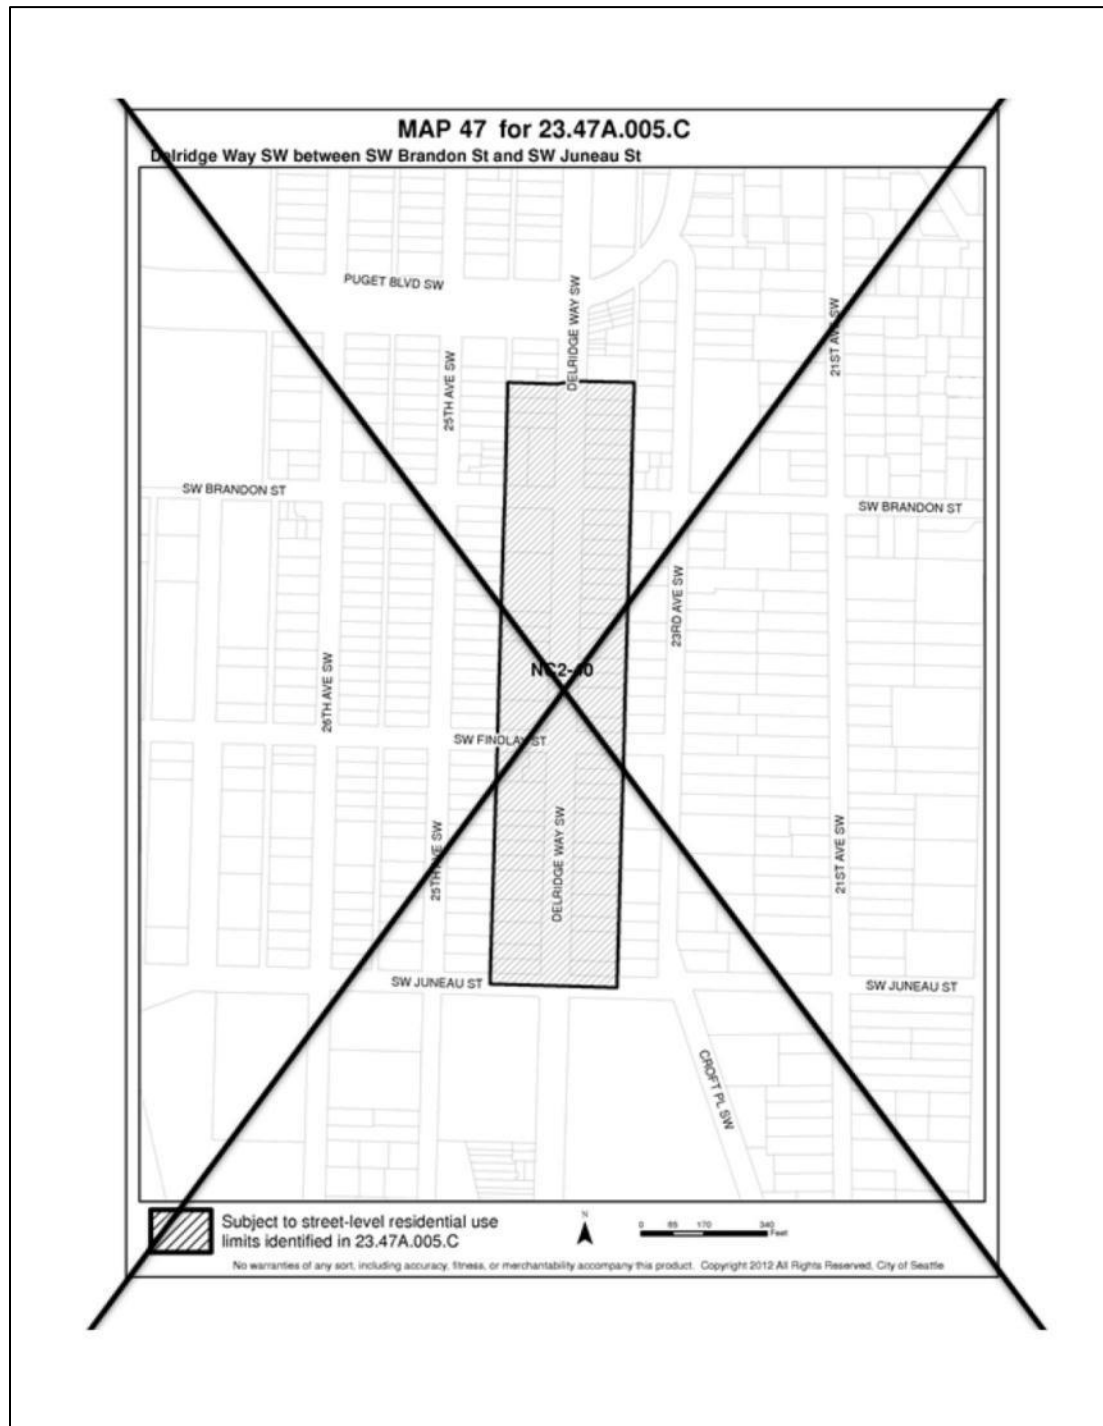 MAP 47 for 23.47A.005.C
Delridge Way SW between SW Brandon St and SW Juneau St
PUGET BLVD SW
DELRIDGE WAY SW
21ST AVE SW
25TH AVE SW
SW BRANDON ST
SW BRANDON ST
23RD AVE SW
26TH AVE SW
NC2-40
SW FINDLAY ST
DELRIDGE WAY SW
25TH AVE SW
21ST AVE SW
SW JUNEAU ST
SW JUNEAU ST
CROFT PL SW
Subject to street-level residential use
limits identified in 23.47A.005.C
N
0 85 170 340
Feet
No warranties of any sort, including accuracy, fitness, or merchantability accompany this product. Copyright 2012 All Rights Reserved, City of Seattle